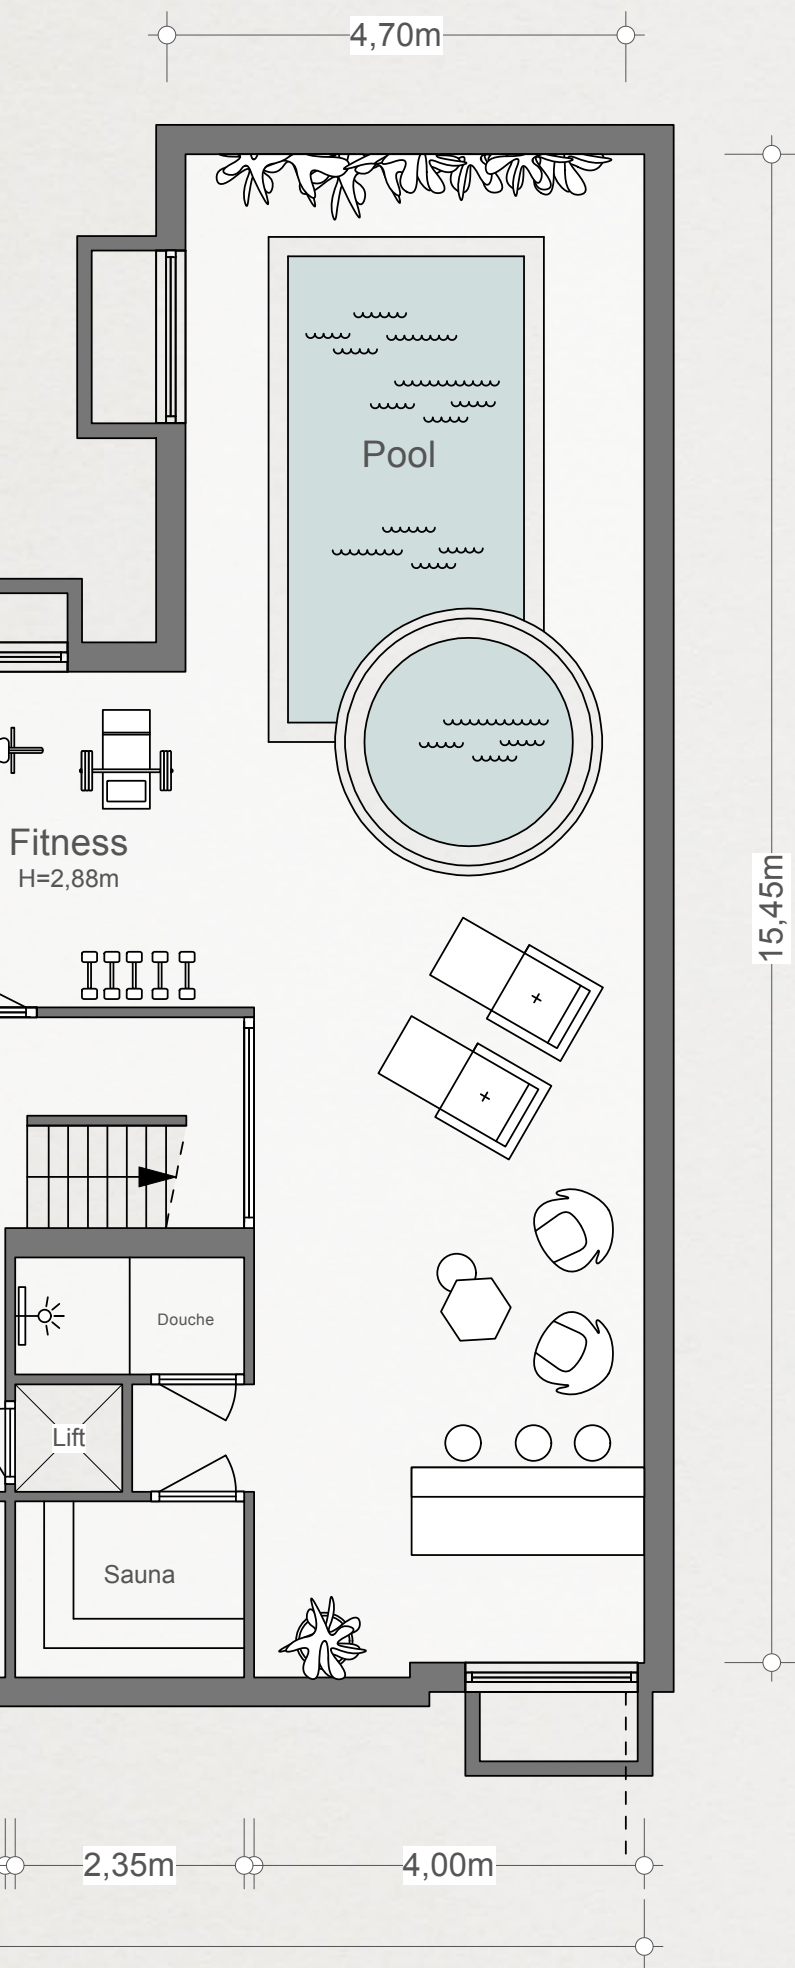 4,70m
Pool
Fitness
H=2,88m
15,45m
Douche
Lift
Sauna
2,35m
4,00m